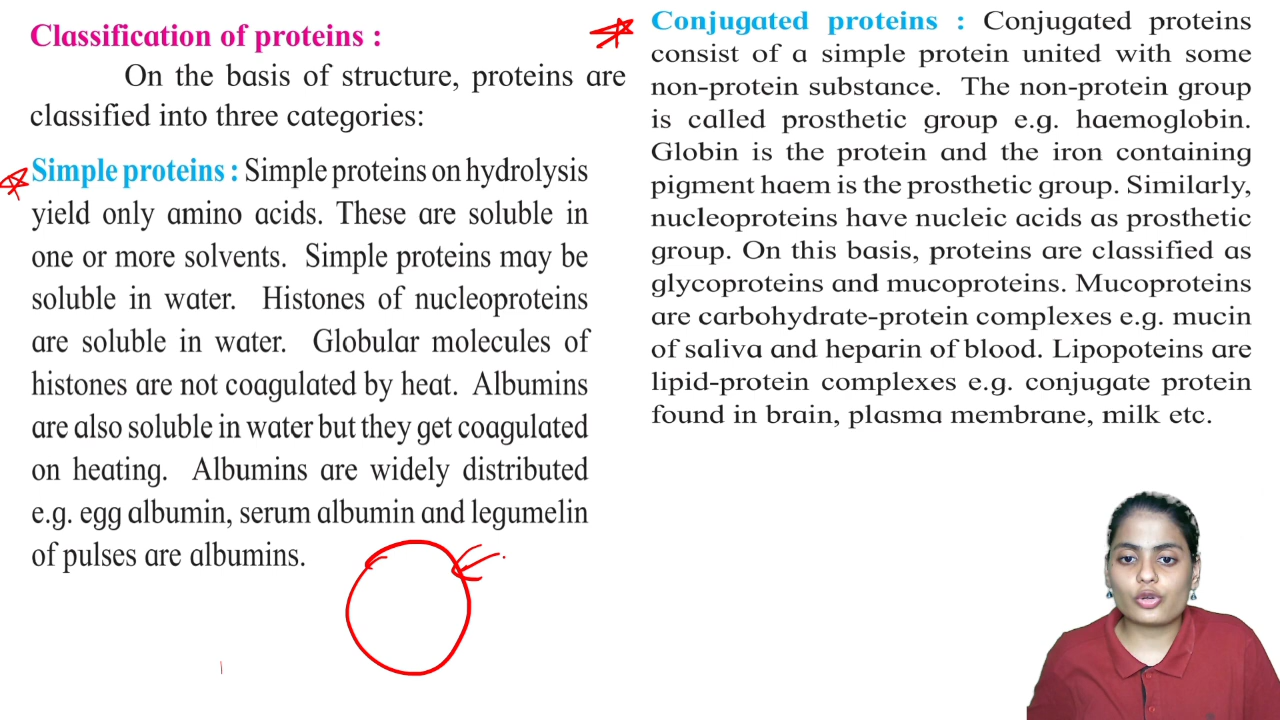 Classification of proteins :
On the basis of structure, proteins are
classified into three categories:
Simple proteins : Simple proteins on hydrolysis
yield only amino acids. These are soluble in
one or more solvents. Simple proteins may be
soluble in water. Histones of nucleoproteins
are soluble in water. Globular molecules of
histones are not coagulated by heat. Albumins
are also soluble in water but they get coagulated
on heating. Albumins are widely distributed
e.g. egg albumin, serum albumin and legumelin
of pulses are albumins.
Conjugated proteins : Conjugated proteins
consist of a simple protein united with some
non-protein substance. The non-protein group
is called prosthetic group e.g. haemoglobin.
Globin is the protein and the iron containing
pigment haem is the prosthetic group. Similarly,
nucleoproteins have nucleic acids as prosthetic
group. On this basis, proteins are classified as
glycoproteins and mucoproteins. Mucoproteins
are carbohydrate-protein complexes e.g. mucin
of saliva and heparin of blood. Lipopoteins are
lipid-protein complexes e.g. conjugate protein
found in brain, plasma membrane, milk etc.